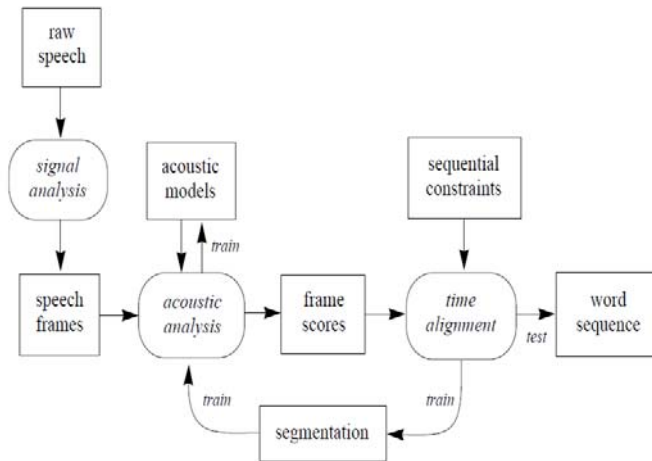 raw
speech
signal
analysis
acoustic
models
sequential
constraints
train
speech
frames
acoustic
analysis
frame
scores
time
alignment
word
sequence
test
train
train
segmentation